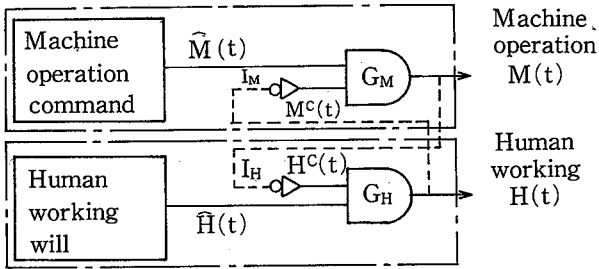 Machine
operation
command
M̂(t)
I_M
M^C(t)
G_M
Machine
operation
M(t)
Human
working
will
I_H
H^C(t)
Ĥ(t)
G_H
Human
working
H(t)